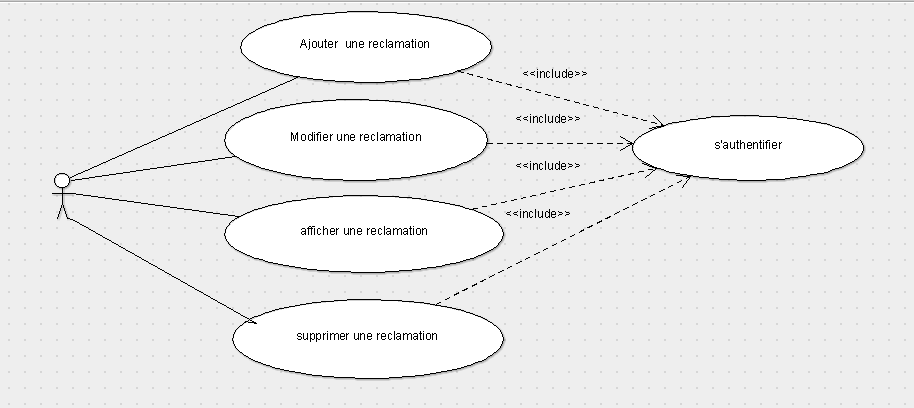 Ajouter une reclamation
<<include>>
Modifier une reclamation
<<include>>
s'authentifier
<<include>>
afficher une reclamation
<<include>>
supprimer une reclamation